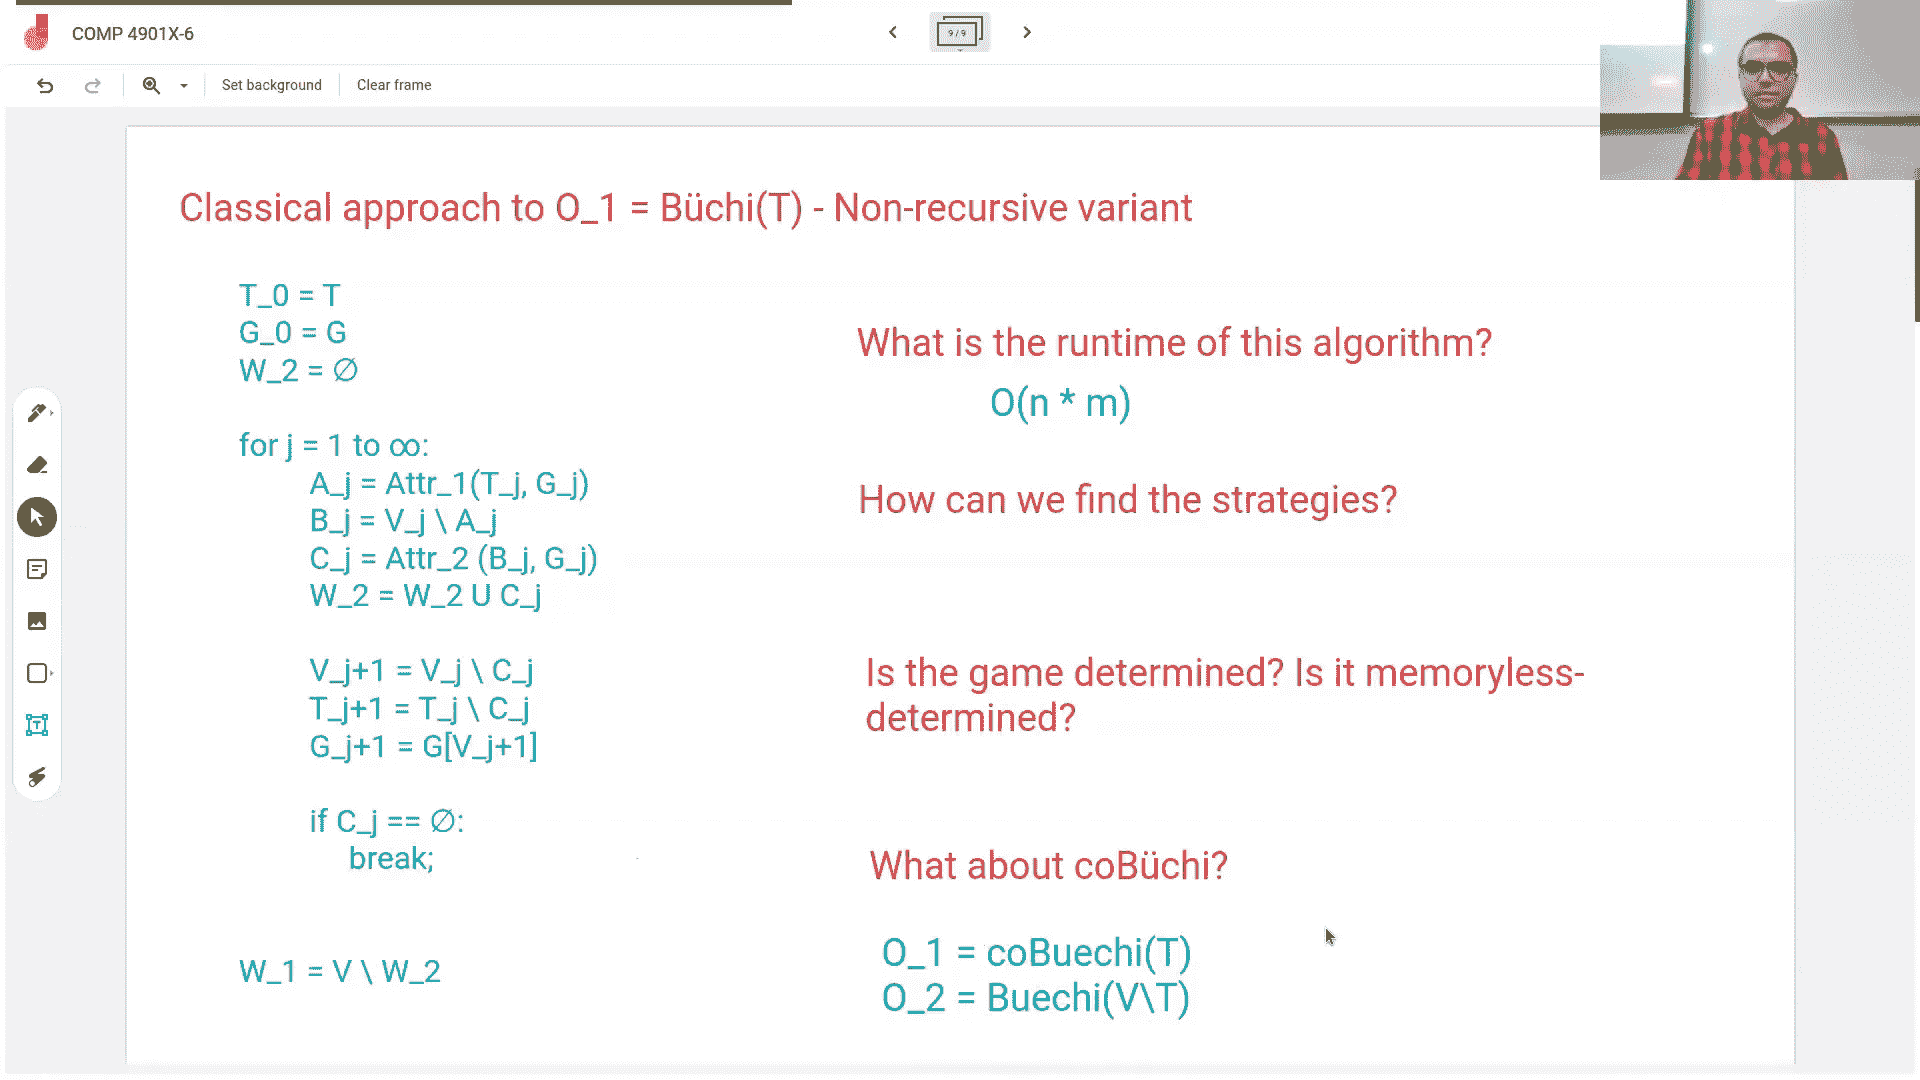 COMP 4901X-6
9 / 9
Set background
Clear frame
Classical approach to O_1 = Büchi(T) - Non-recursive variant
T_0 = T
G_0 = G
W_2 = ∅
for j = 1 to ∞:
A_j = Attr_1(T_j, G_j)
B_j = V_j \ A_j
C_j = Attr_2 (B_j, G_j)
W_2 = W_2 U C_j
V_j+1 = V_j \ C_j
T_j+1 = T_j \ C_j
G_j+1 = G[V_j+1]
if C_j == ∅:
break;
W_1 = V \ W_2
What is the runtime of this algorithm?
O(n * m)
How can we find the strategies?
Is the game determined? Is it memoryless-
determined?
What about coBüchi?
O_1 = coBuechi(T)
O_2 = Buechi(V\T)